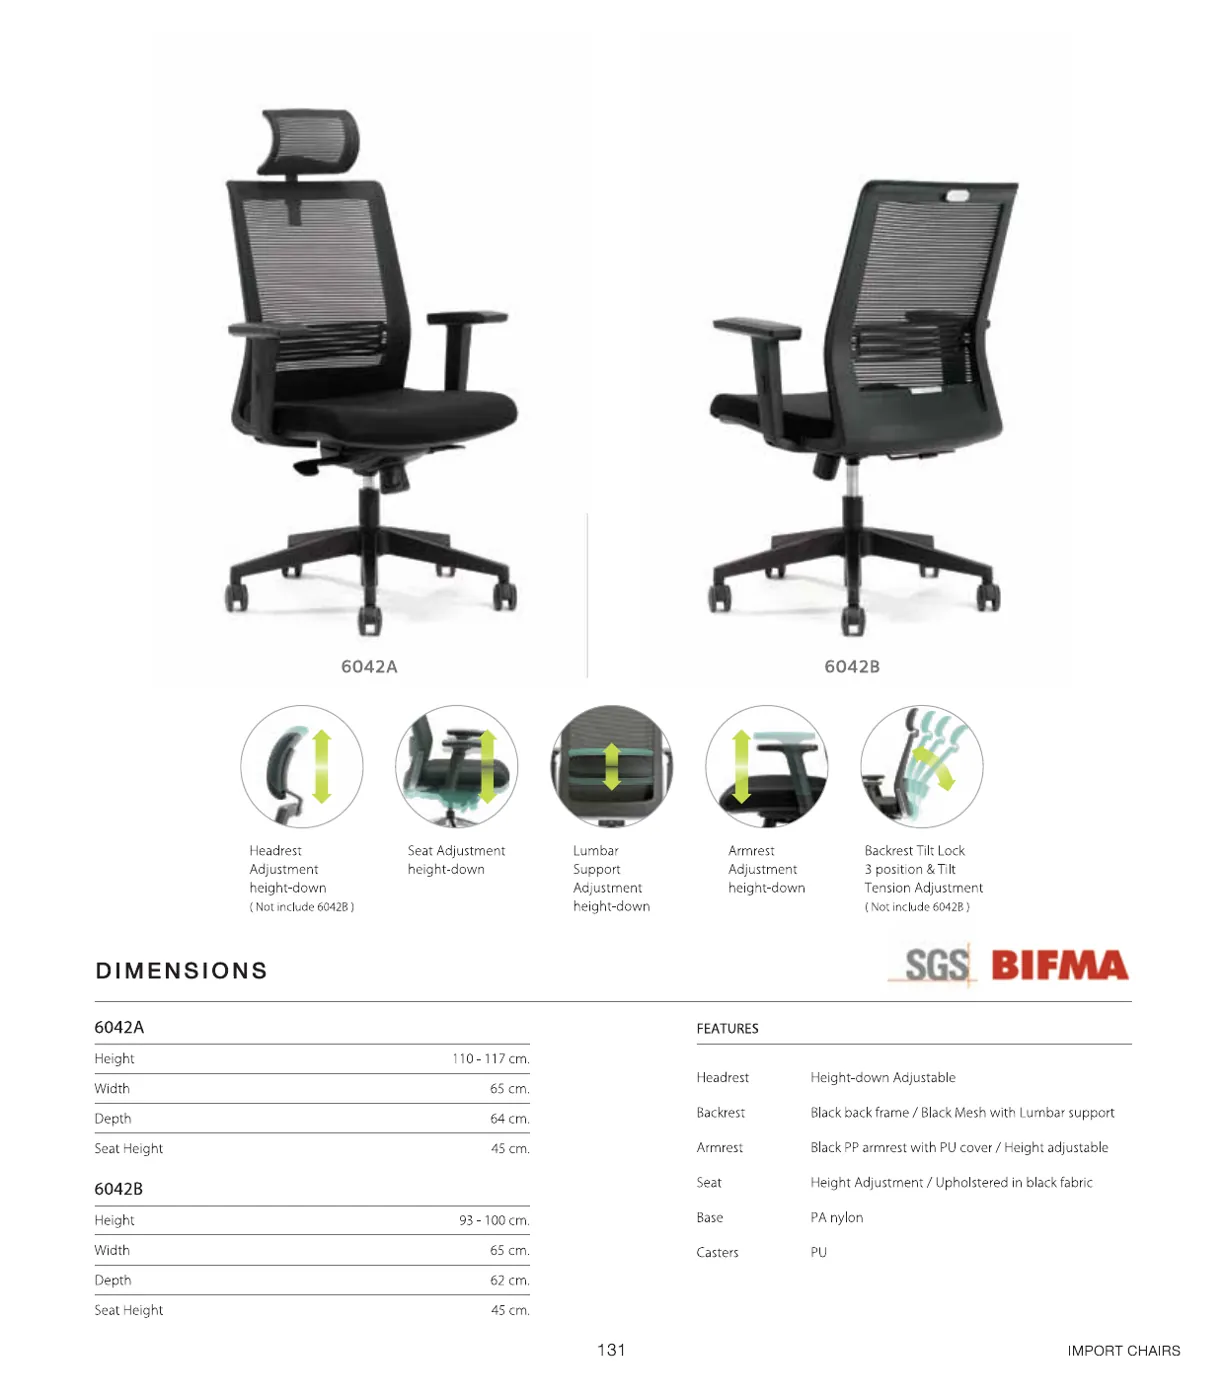 6042A
6042B
Headrest
Adjustment
height-down
( Not include 6042B )
Seat Adjustment
height-down
Lumbar
Support
Adjustment
height-down
Armrest
Adjustment
height-down
Backrest Tilt Lock
3 position & Tilt
Tension Adjustment
( Not include 6042B )
DIMENSIONS
SGS BIFMA
6042A
Height 110 - 117 cm.
Width 65 cm.
Depth 64 cm.
Seat Height 45 cm.
6042B
Height 93 - 100 cm.
Width 65 cm.
Depth 62 cm.
Seat Height 45 cm.
FEATURES
Headrest Height-down Adjustable
Backrest Black back frame / Black Mesh with Lumbar support
Armrest Black PP armrest with PU cover / Height adjustable
Seat Height Adjustment / Upholstered in black fabric
Base PA nylon
Casters PU
131
IMPORT CHAIRS